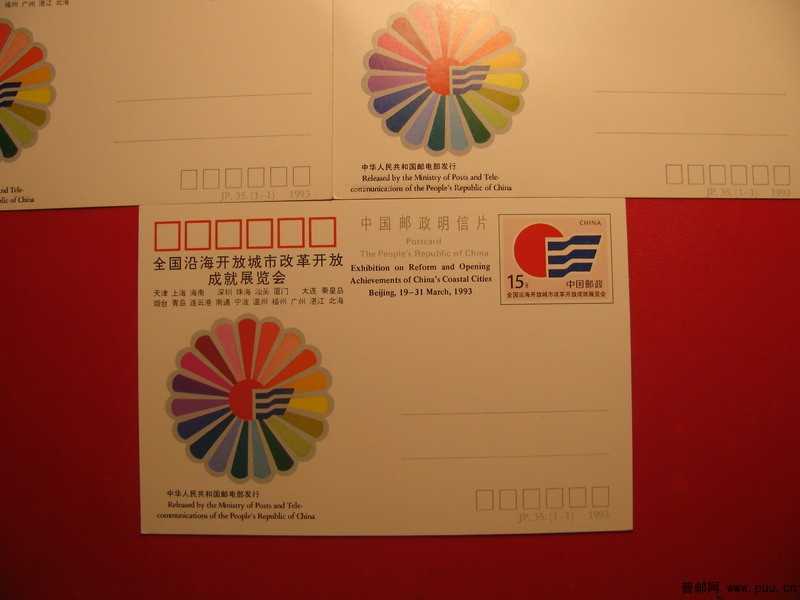 福州 广州 湛江 北海
JP. 35. (1-1) 1993
y of Posts and Tele-
ple's Republic of China
中华人民共和国邮电部发行
Released by the Ministry of Posts and Tele-
communications of the People's Republic of China
JP. 35. (1-1) 1993
全国沿海开放城市改革开放
成就展览会
天津 上海 海南 深圳 珠海 汕头 厦门 大连 秦皇岛
烟台 青岛 连云港 南通 宁波 温州 福州 广州 湛江 北海
中国邮政明信片
Postcard
The People's Republic of China
Exhibition on Reform and Opening
Achievements of China's Coastal Cities
Beijing, 19-31 March, 1993
CHINA
15分
中国邮政
全国沿海开放城市改革开放成就展览会
中华人民共和国邮电部发行
Released by the Ministry of Posts and Tele-
communications of the People's Republic of China
JP. 35. (1-1) 1993
普邮网 www.puu.cn